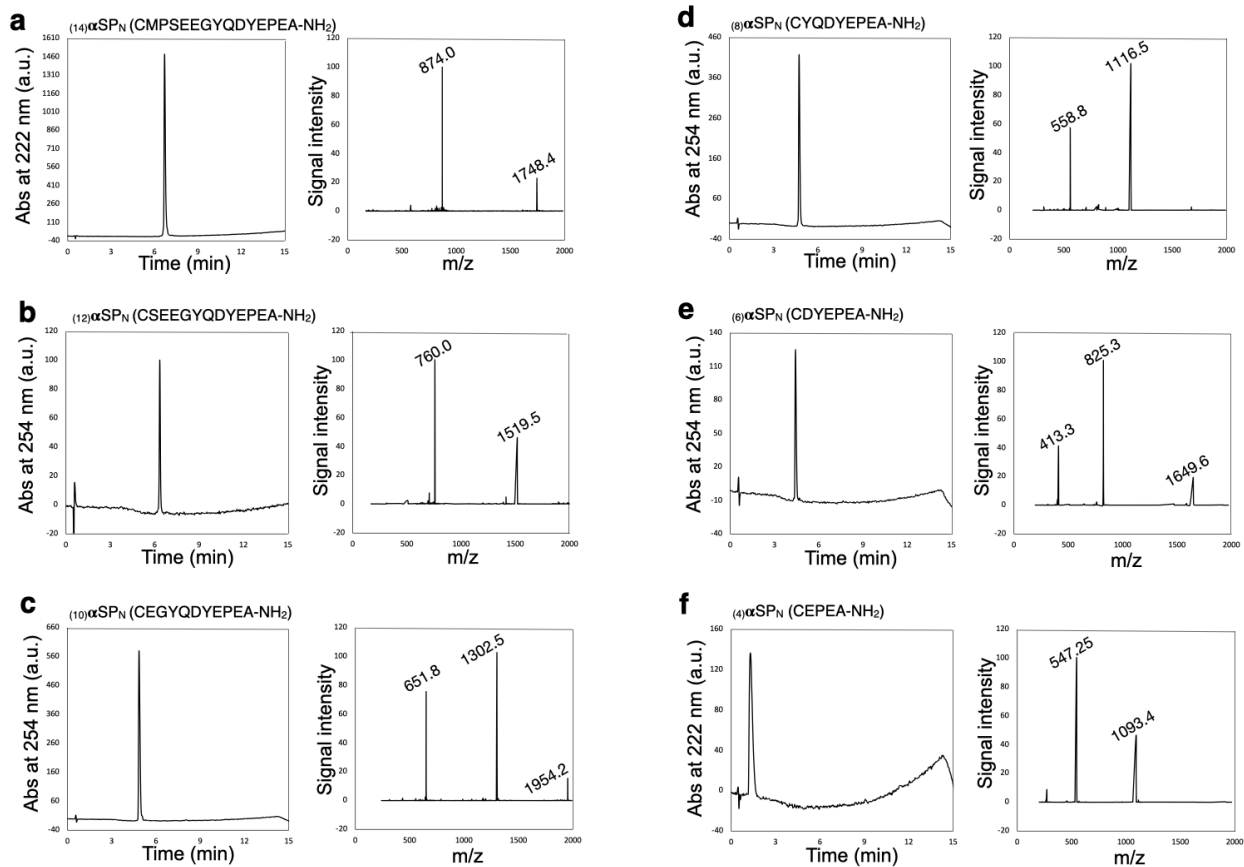 a
(14)αSPN (CMPSEEGYQDYEPEA-NH2)
Abs at 222 nm (a.u.)
1610
1460
1310
1160
1010
860
710
560
410
260
110
-40
0 3 6 9 12 15
Time (min)
Signal intensity
120
100
80
60
40
20
0
-20
874.0
1748.4
0 500 1000 1500 2000
m/z
b
(12)αSPN (CSEEGYQDYEPEA-NH2)
Abs at 254 nm (a.u.)
120
100
80
60
40
20
0
-20
0 3 6 9 12 15
Time (min)
Signal intensity
120
100
80
60
40
20
0
-20
760.0
1519.5
0 500 1000 1500 2000
m/z
c
(10)αSPN (CEGYQDYEPEA-NH2)
Abs at 254 nm (a.u.)
660
560
460
360
260
160
60
-40
0 3 6 9 12 15
Time (min)
Signal intensity
120
100
80
60
40
20
0
-20
651.8
1302.5
1954.2
0 500 1000 1500 2000
m/z
d
(8)αSPN (CYQDYEPEA-NH2)
Abs at 254 nm (a.u.)
460
360
260
160
60
-40
0 3 6 9 12 15
Time (min)
Signal intensity
120
100
80
60
40
20
0
-20
558.8
1116.5
0 500 1000 1500 2000
m/z
e
(6)αSPN (CDYEPEA-NH2)
Abs at 254 nm (a.u.)
140
110
80
50
20
-10
-40
0 3 6 9 12 15
Time (min)
Signal intensity
120
100
80
60
40
20
0
-20
413.3
825.3
1649.6
0 500 1000 1500 2000
m/z
f
(4)αSPN (CEPEA-NH2)
Abs at 222 nm (a.u.)
160
120
80
40
0
-40
0 3 6 9 12 15
Time (min)
Signal intensity
120
100
80
60
40
20
0
-20
547.25
1093.4
0 500 1000 1500 2000
m/z